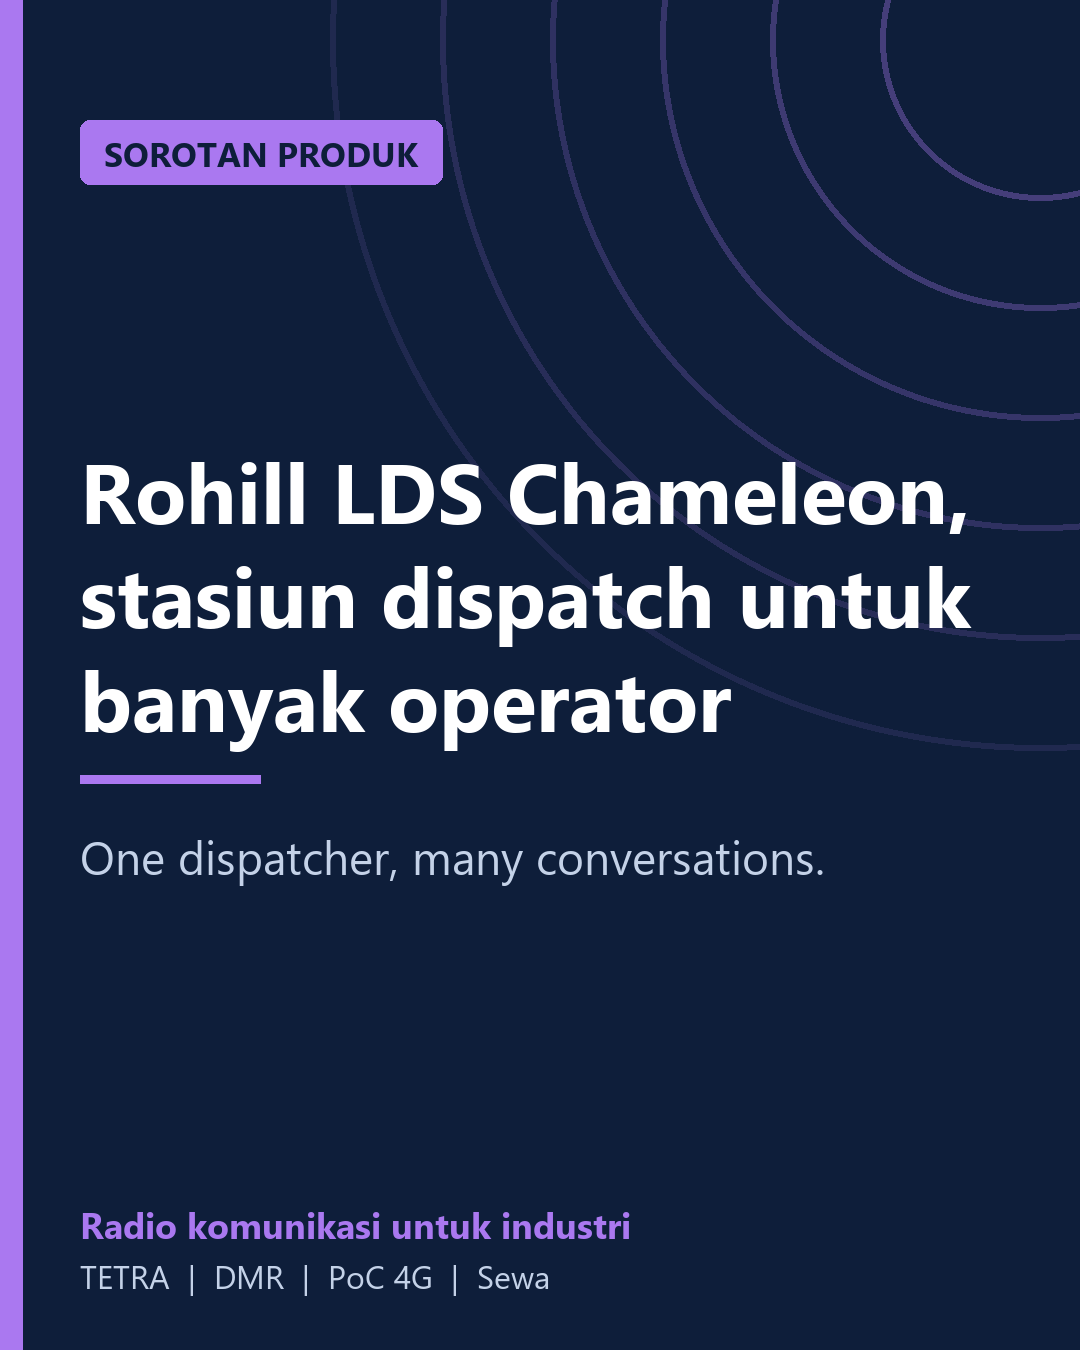 SOROTAN PRODUK
Rohill LDS Chameleon,
stasiun dispatch untuk
banyak operator
One dispatcher, many conversations.
Radio komunikasi untuk industri
TETRA | DMR | PoC 4G | Sewa